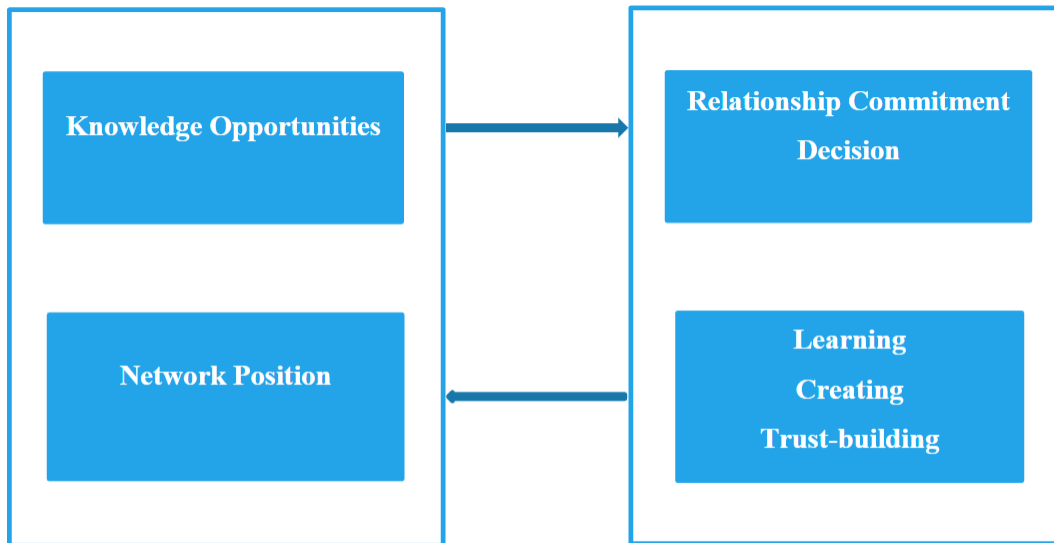 Knowledge Opportunities
Relationship Commitment
Decision
Network Position
Learning
Creating
Trust-building